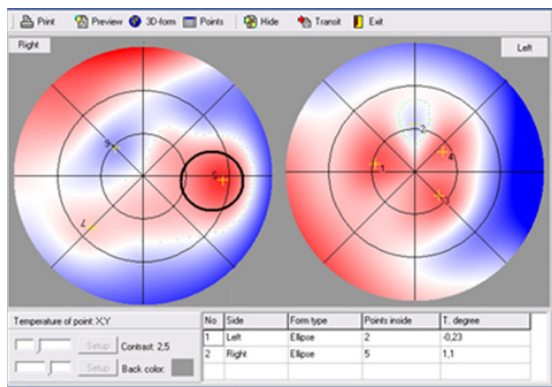 Print Preview 3D-form Points Hide Transit Exit
Right Left
6 5 7
2 1 4 3
Temperature of point: X,Y
Setup Contrast: 2,5
Setup Back color:
No Side Form type Points inside T. degree
1 Left Ellipse 2 -0,23
2 Right Ellipse 5 1,1